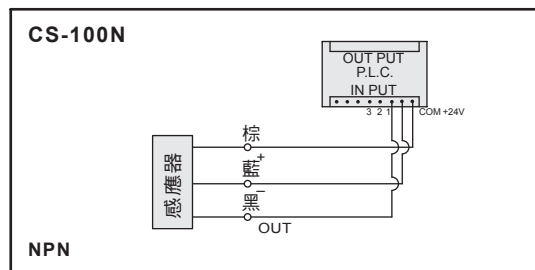 CS-100N
OUT PUT
P.L.C.
IN PUT
3 2 1 COM +24V
棕
+
藍
−
黑
OUT
感應器
NPN